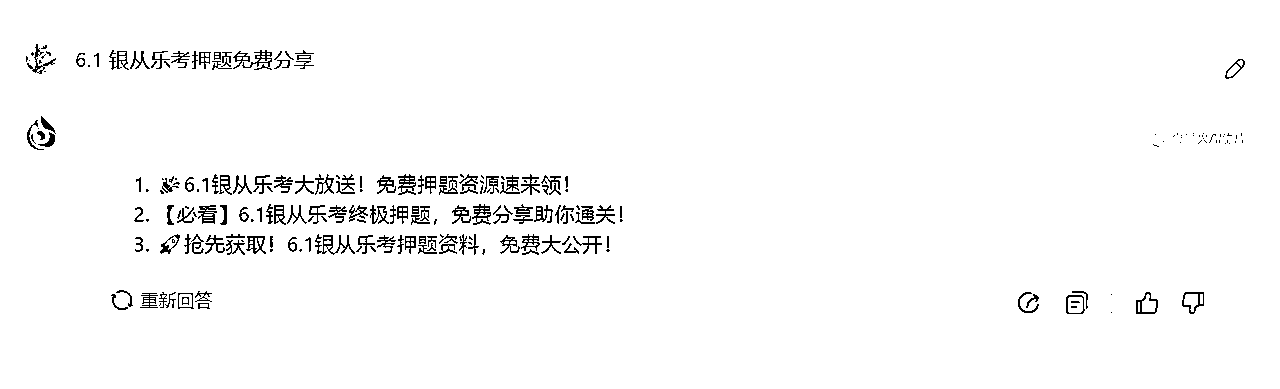 6.1 银从乐考押题免费分享
1. 🎉6.1银从乐考大放送！免费押题资源速来领！
2. 【必看】6.1银从乐考终极押题，免费分享助你通关！
3. 🚀抢先获取！6.1银从乐考押题资料，免费大公开！
重新回答